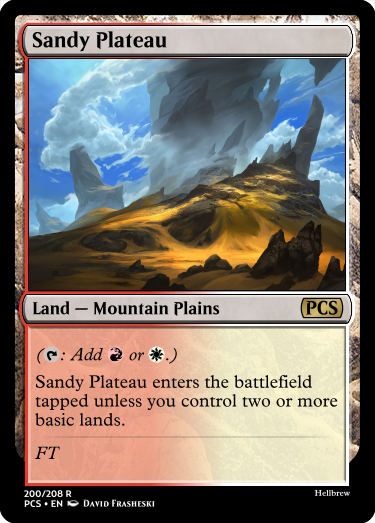 Sandy Plateau
Land — Mountain Plains
PCS
(: Add or .)
Sandy Plateau enters the battlefield
tapped unless you control two or more
basic lands.
FT
200/208 R
PCS • EN David Frasheski
Hellbrew